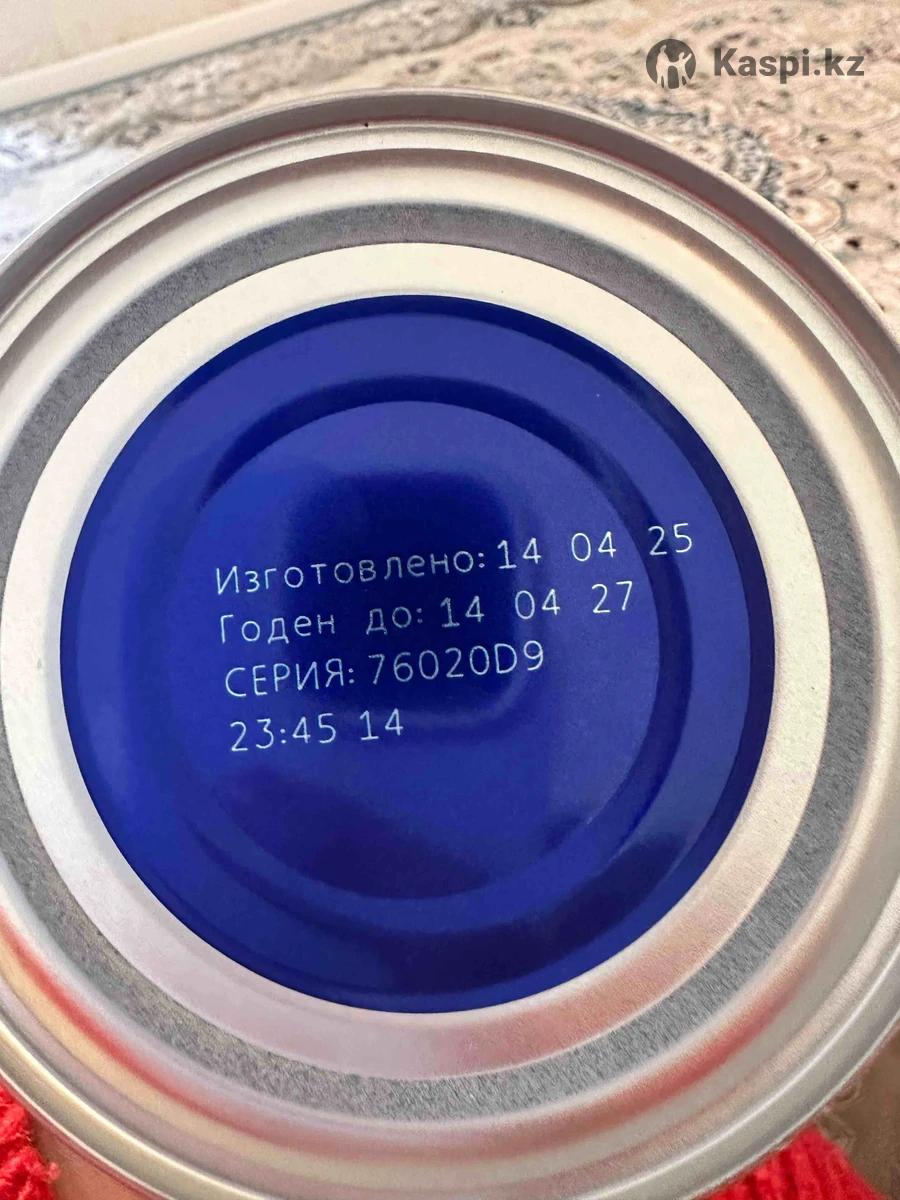 Kaspi.kz
Изготовлено: 14 04 25
Годен до: 14 04 27
СЕРИЯ: 76020D9
23:45 14